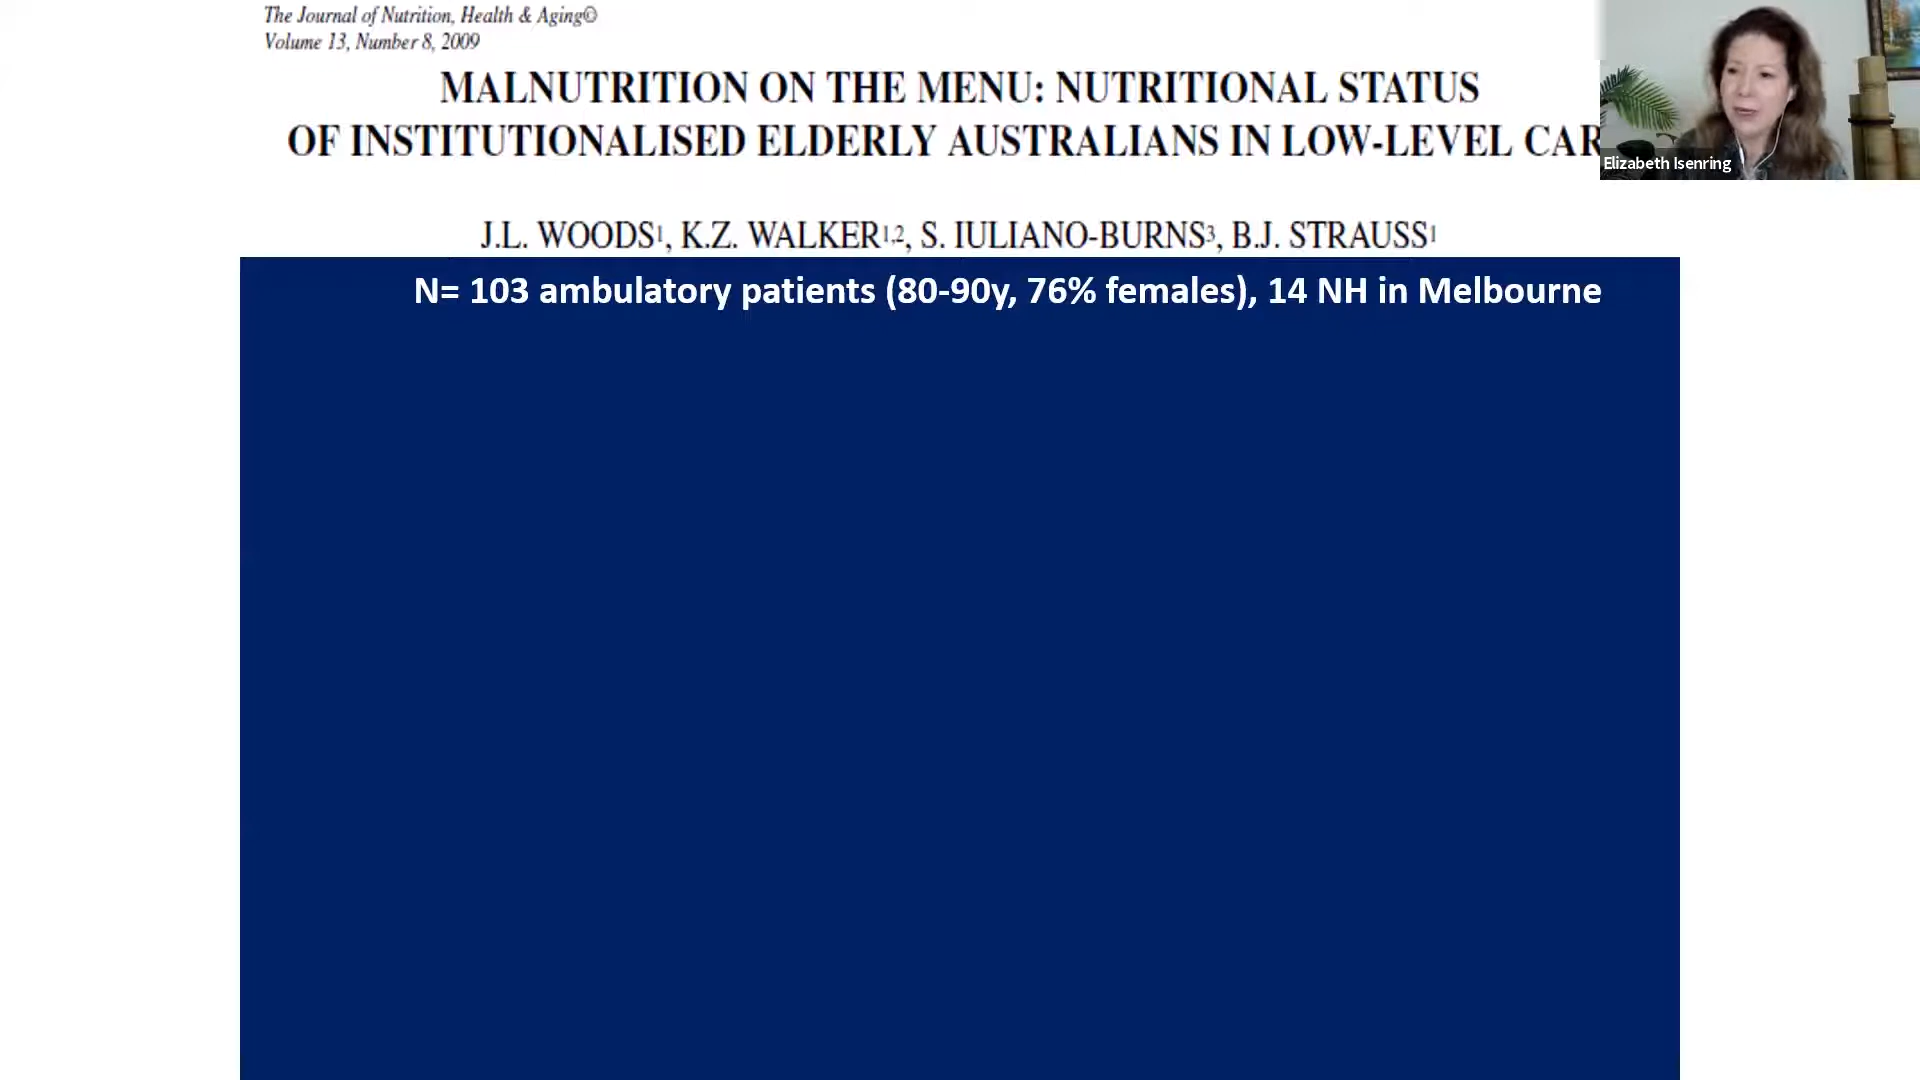 The Journal of Nutrition, Health & Aging©
Volume 13, Number 8, 2009
MALNUTRITION ON THE MENU: NUTRITIONAL STATUS
OF INSTITUTIONALISED ELDERLY AUSTRALIANS IN LOW-LEVEL CAR
Elizabeth Isenring
J.L. WOODS1, K.Z. WALKER1,2, S. IULIANO-BURNS3, B.J. STRAUSS1
N= 103 ambulatory patients (80-90y, 76% females), 14 NH in Melbourne